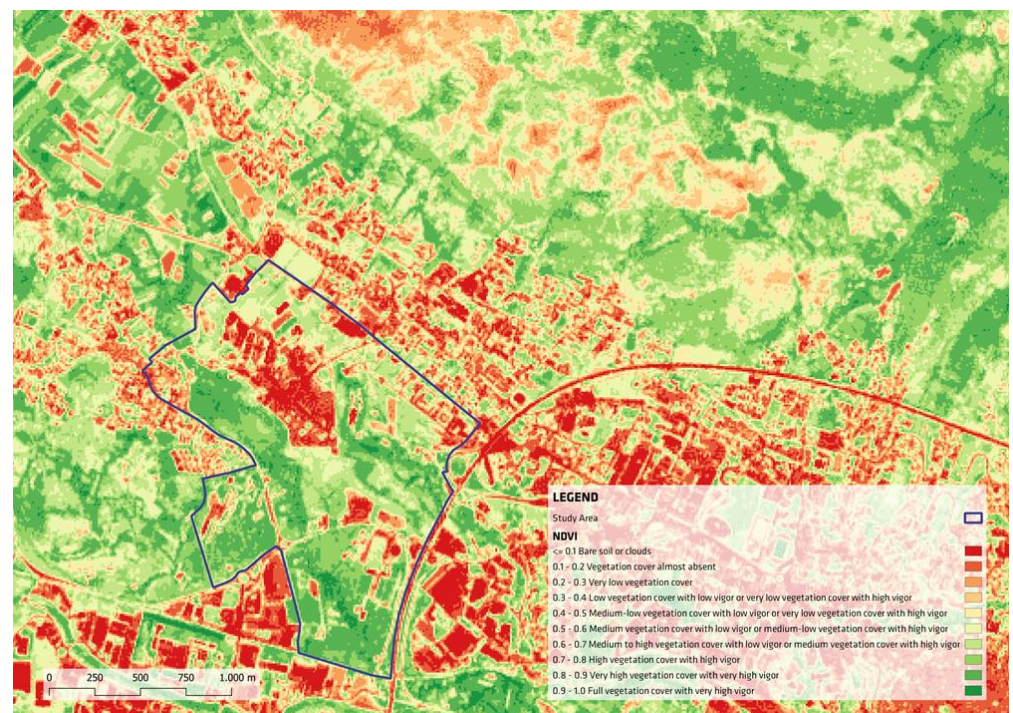 LEGEND
Study Area
NDVI
<= 0.1 Bare soil or clouds
0.1 - 0.2 Vegetation cover almost absent
0.2 - 0.3 Very low vegetation cover
0.3 - 0.4 Low vegetation cover with low vigor or very low vegetation cover with high vigor
0.4 - 0.5 Medium-low vegetation cover with low vigor or very low vegetation cover with high vigor
0.5 - 0.6 Medium vegetation cover with low vigor or medium-low vegetation cover with high vigor
0.6 - 0.7 Medium to high vegetation cover with low vigor or medium vegetation cover with high vigor
0.7 - 0.8 High vegetation cover with high vigor
0.8 - 0.9 Very high vegetation cover with very high vigor
0.9 - 1.0 Full vegetation cover with very high vigor
0 250 500 750 1.000 m